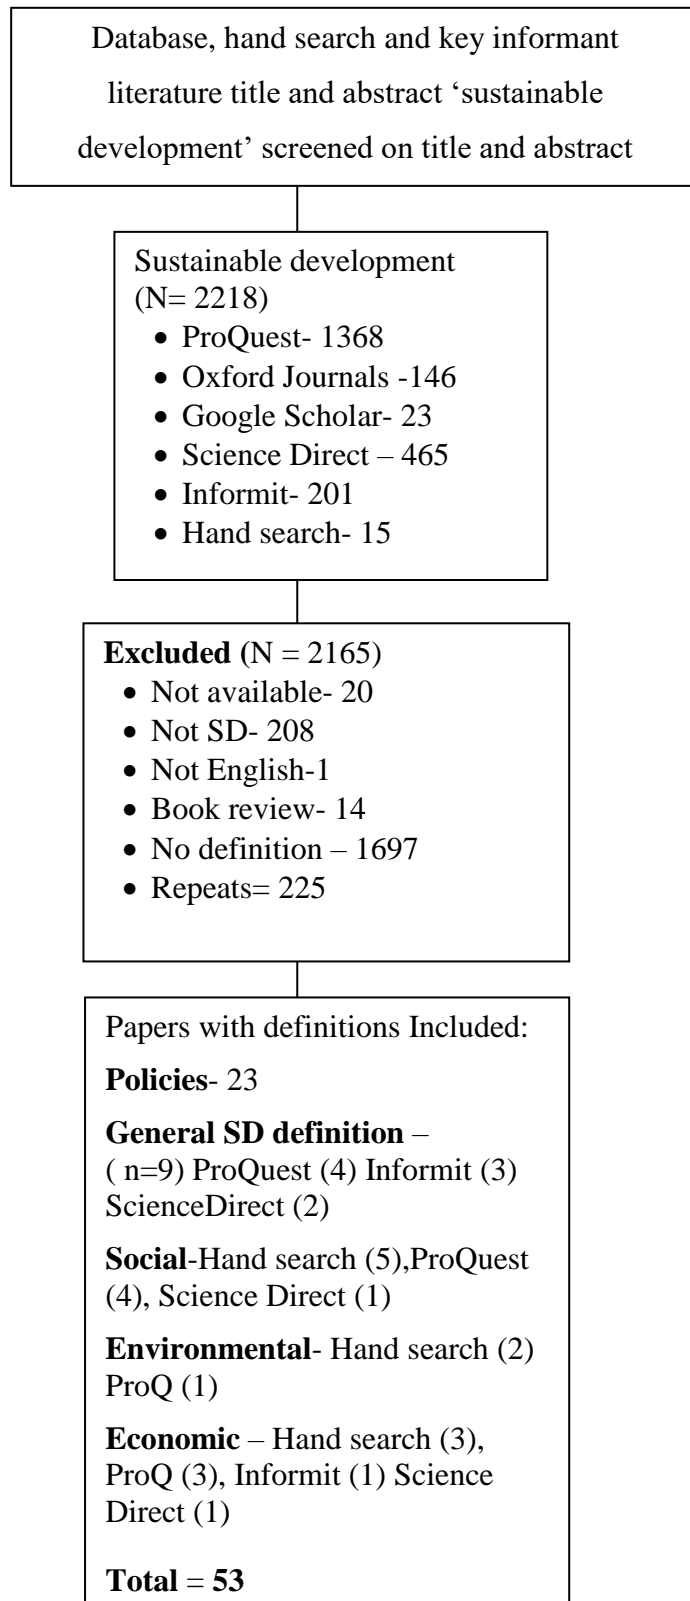 Database, hand search and key informant
literature title and abstract ‘sustainable
development’ screened on title and abstract
Sustainable development
(N= 2218)
• ProQuest- 1368
• Oxford Journals -146
• Google Scholar- 23
• Science Direct – 465
• Informit- 201
• Hand search- 15
Excluded (N = 2165)
• Not available- 20
• Not SD- 208
• Not English-1
• Book review- 14
• No definition – 1697
• Repeats= 225
Papers with definitions Included:
Policies- 23
General SD definition –
( n=9) ProQuest (4) Informit (3)
ScienceDirect (2)
Social-Hand search (5),ProQuest
(4), Science Direct (1)
Environmental- Hand search (2)
ProQ (1)
Economic – Hand search (3),
ProQ (3), Informit (1) Science
Direct (1)
Total = 53